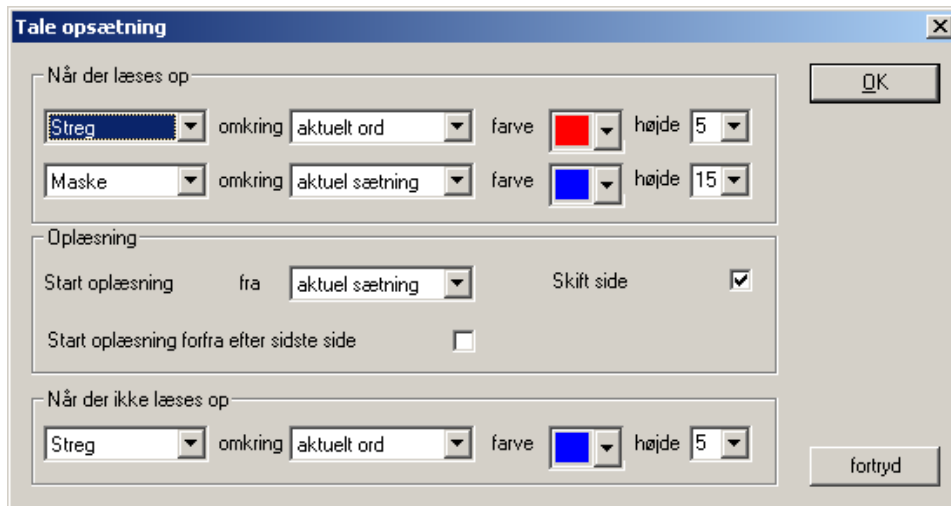 Tale opsætning
Når der læses op
OK
Streg omkring aktuelt ord farve højde 5
Maske omkring aktuel sætning farve højde 15
Oplæsning
Start oplæsning fra aktuel sætning Skift side
Start oplæsning forfra efter sidste side
Når der ikke læses op
Streg omkring aktuelt ord farve højde 5
fortryd